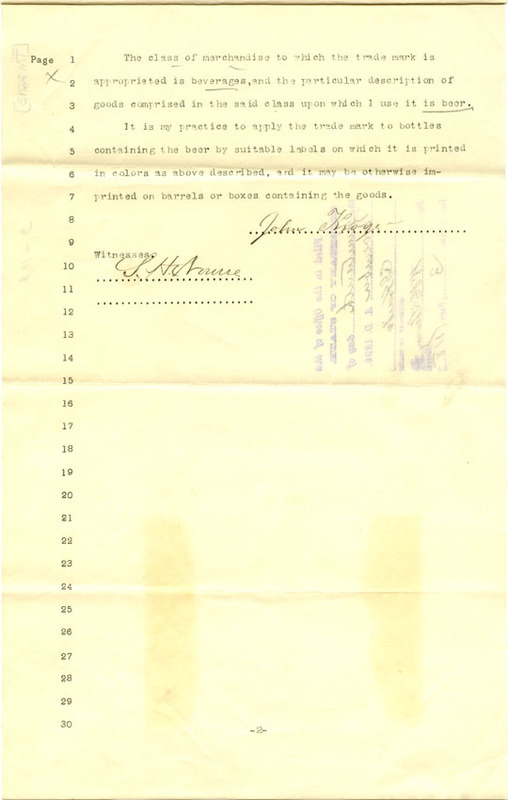 Page 1 The class of merchandise to which the trade mark is
2 appropriated is beverages,and the particular description of
3 goods comprised in the said class upon which I use it is beer.
4 It is my practice to apply the trade mark to bottles
5 containing the beer by suitable labels on which it is printed
6 in colors as above described, and it may be otherwise im-
7 printed on barrels or boxes containing the goods.
8 John
9 Witnesses
10 S. H. Nourse
11
12
13
14
15
16
17
18
19
20
21
22
23
24
25
26
27
28
29
30
-2-